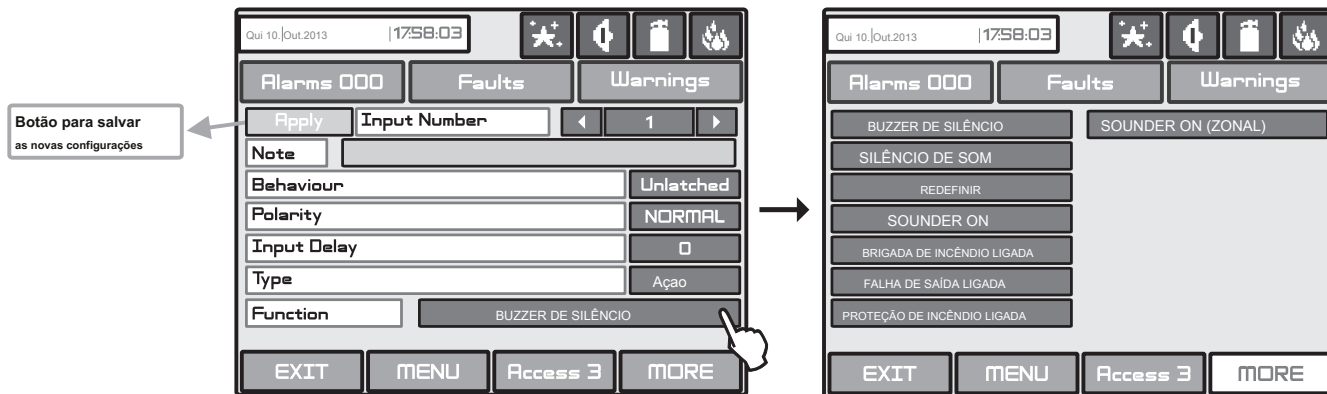 Qui 10.|Out.2013 |17:58:03
Alarms 000 Faults Warnings
Botão para salvar
as novas configurações
Apply Input Number 1
Note
Behaviour Unlatched
Polarity NORMAL
Input Delay 0
Type Açao
Function BUZZER DE SILÊNCIO
EXIT MENU Access 3 MORE
Qui 10.|Out.2013 |17:58:03
Alarms 000 Faults Warnings
BUZZER DE SILÊNCIO SOUNDER ON (ZONAL)
SILÊNCIO DE SOM
REDEFINIR
SOUNDER ON
BRIGADA DE INCÊNDIO LIGADA
FALHA DE SAÍDA LIGADA
PROTEÇÃO DE INCÊNDIO LIGADA
EXIT MENU Access 3 MORE